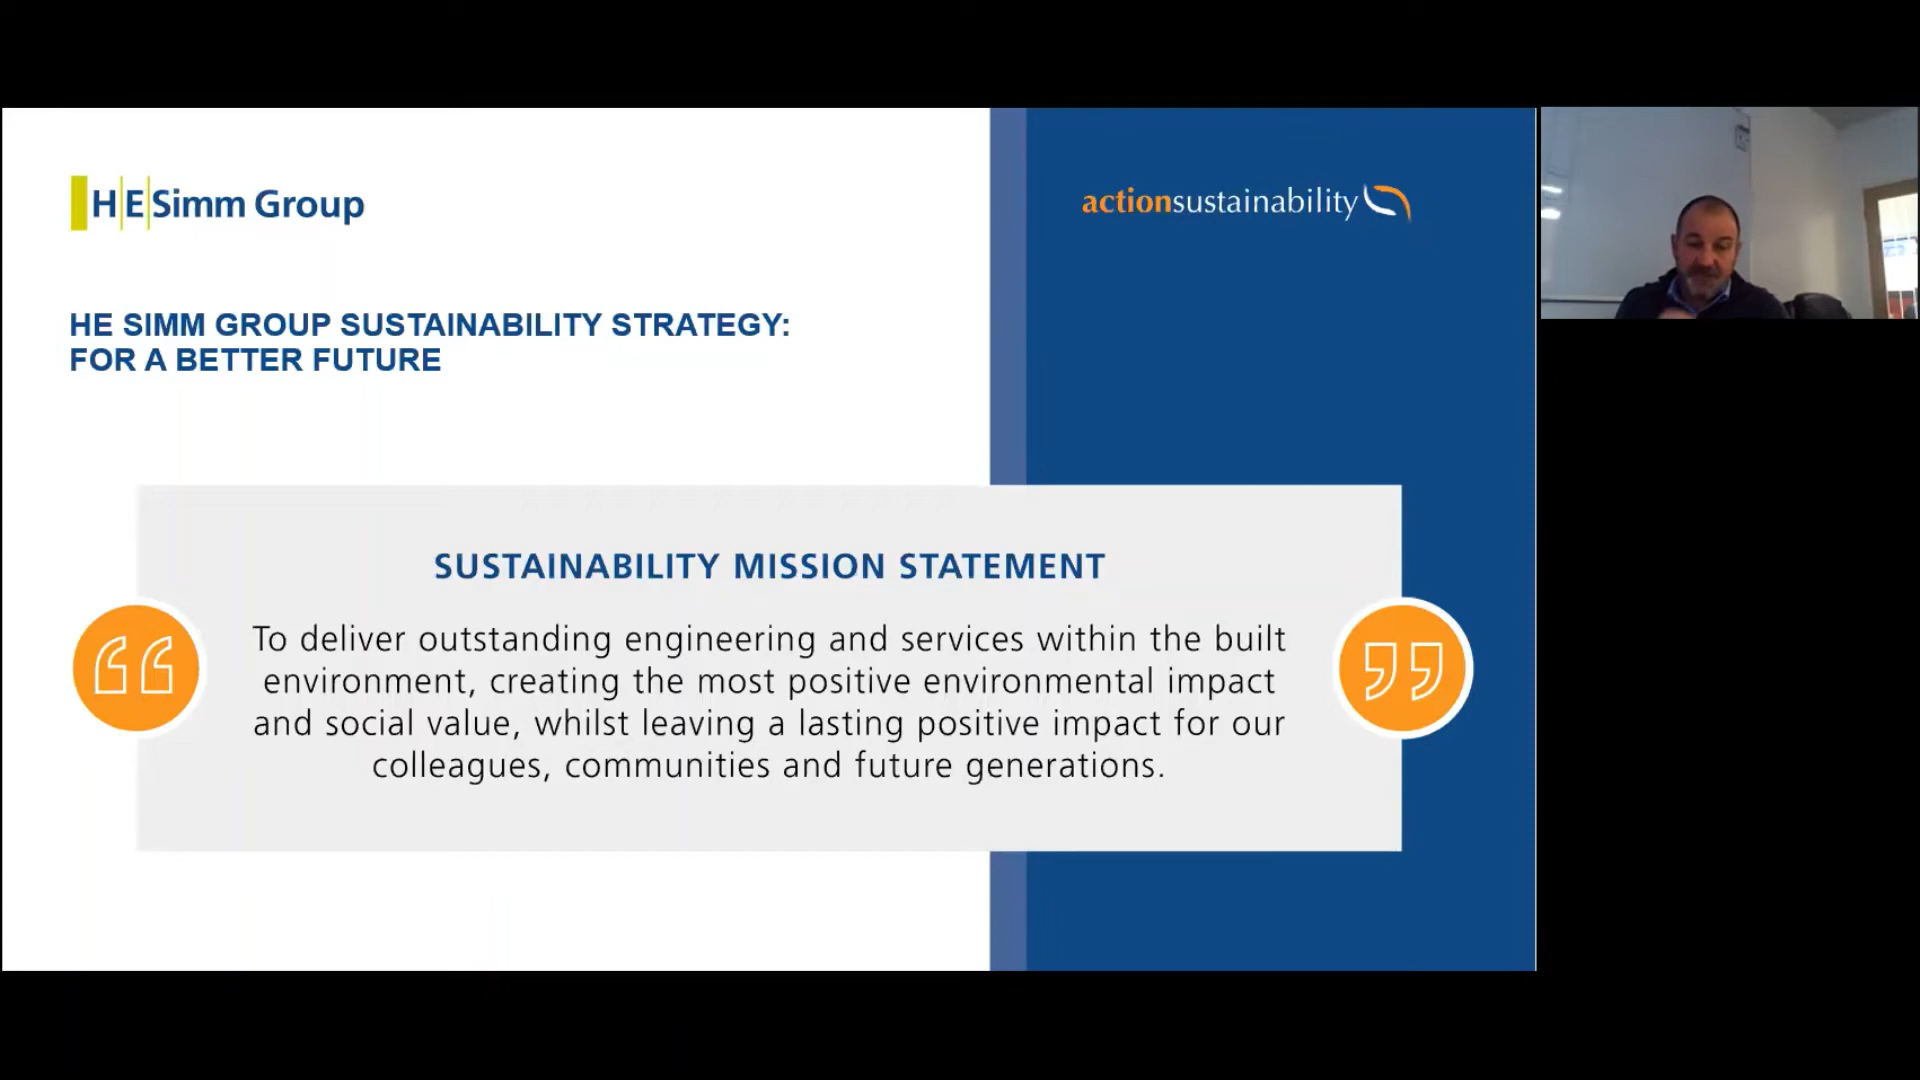 HE Simm Group
actionsustainability
HE SIMM GROUP SUSTAINABILITY STRATEGY:
FOR A BETTER FUTURE
SUSTAINABILITY MISSION STATEMENT
To deliver outstanding engineering and services within the built
environment, creating the most positive environmental impact
and social value, whilst leaving a lasting positive impact for our
colleagues, communities and future generations.